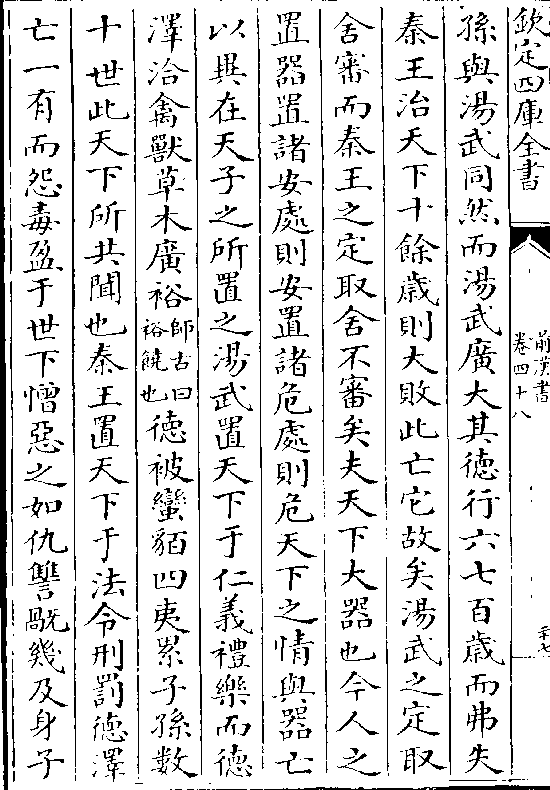 欽定四庫全書
前漢書
卷四十八
二十七
孫與湯武同然而湯武廣大其德行六七百歲而弗失
秦王治天下十餘歲則大敗此亡它故矣湯武之定取
舍審而秦王之定取舍不審矣夫天下大器也今人之
置器置諸安處則安置諸危處則危天下之情與器亡
以異在天子之所置之湯武置天下于仁義禮樂而德
澤洽禽獸草木廣裕師古曰裕饒也德被蠻貊四夷累子孫數
十世此天下所共聞也秦王置天下于法令刑罰德澤
亡一有而怨毒盈于世下憎惡之如仇讐旤幾及身子